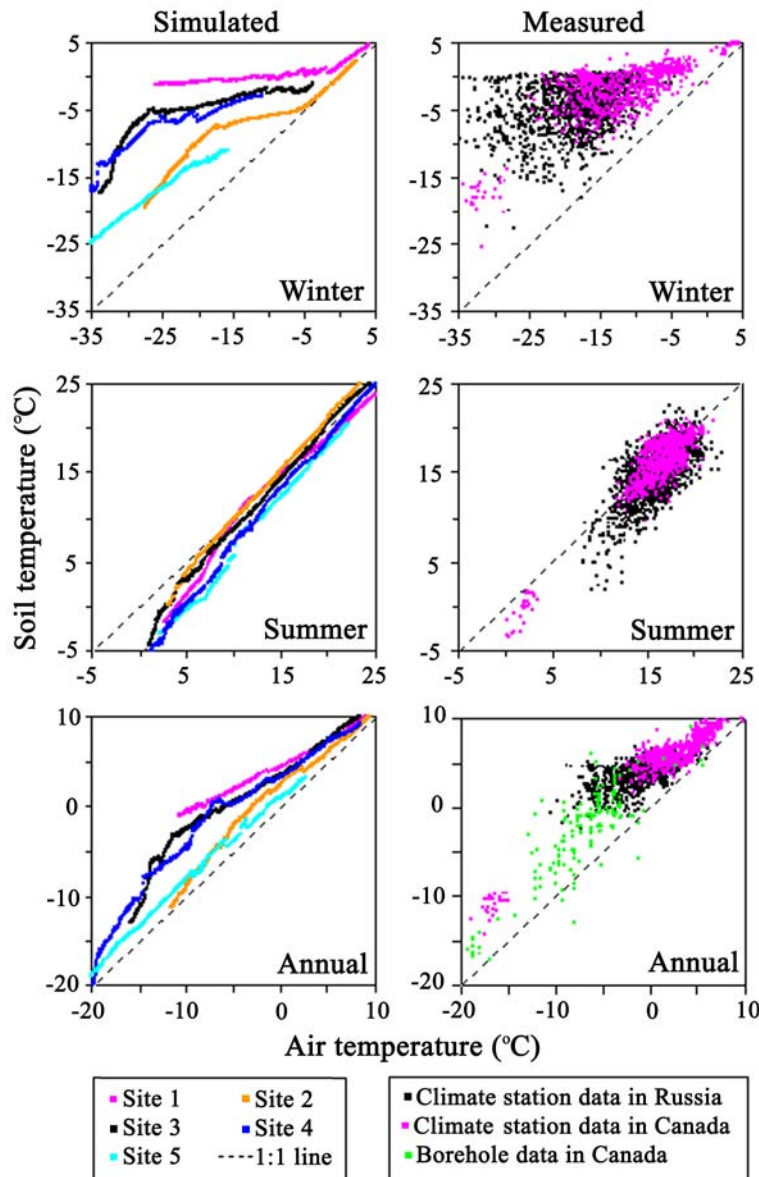 Simulated Measured
5
-5
-15
-25
-35
-35 -25 -15 -5 5
Winter
5
-5
-15
-25
-35
-35 -25 -15 -5 5
Winter
Soil temperature (℃)
25
15
5
-5
-5 5 15 25
Summer
25
15
5
-5
-5 5 15 25
Summer
10
0
-10
-20
-20 -10 0 10
Annual
10
0
-10
-20
-20 -10 0 10
Annual
Air temperature (℃)
Site 1 Site 2
Site 3 Site 4
Site 5 1:1 line
Climate station data in Russia
Climate station data in Canada
Borehole data in Canada